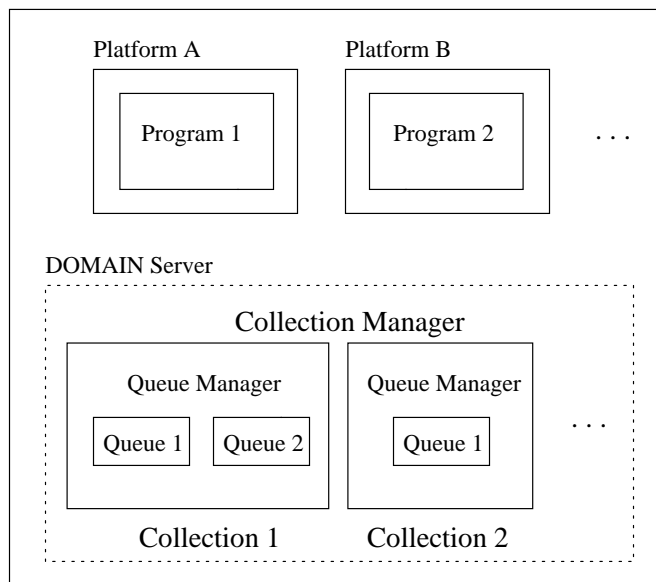 Platform A
Platform B
Program 1
Program 2
. . .
DOMAIN Server
Collection Manager
Queue Manager
Queue Manager
Queue 1
Queue 2
Queue 1
. . .
Collection 1
Collection 2